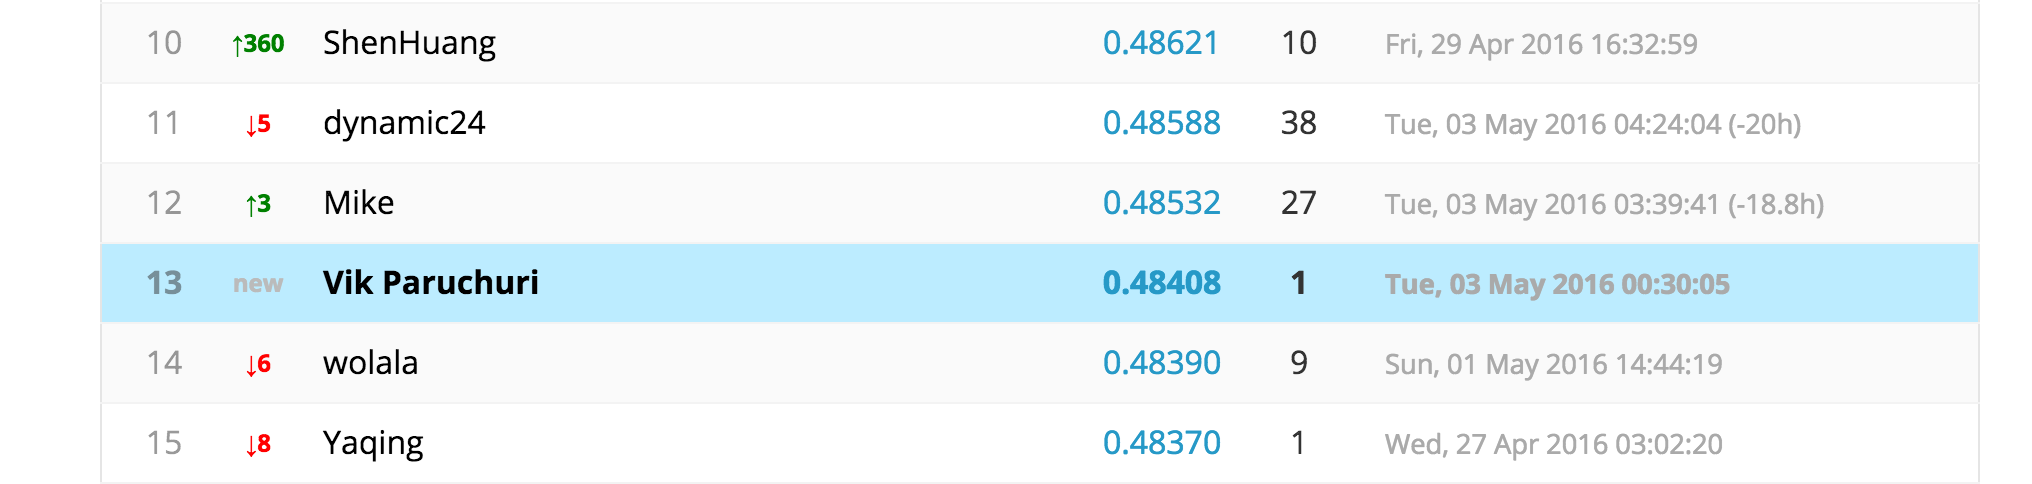 10 ↑360 ShenHuang 0.48621 10 Fri, 29 Apr 2016 16:32:59
11 ↓5 dynamic24 0.48588 38 Tue, 03 May 2016 04:24:04 (-20h)
12 ↑3 Mike 0.48532 27 Tue, 03 May 2016 03:39:41 (-18.8h)
13 new Vik Paruchuri 0.48408 1 Tue, 03 May 2016 00:30:05
14 ↓6 wolala 0.48390 9 Sun, 01 May 2016 14:44:19
15 ↓8 Yaqing 0.48370 1 Wed, 27 Apr 2016 03:02:20